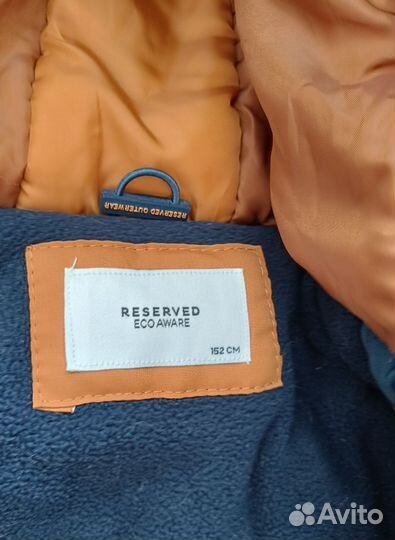 RESERVED OUTERWEAR
RESERVED
ECO AWARE
152 CM
Avito